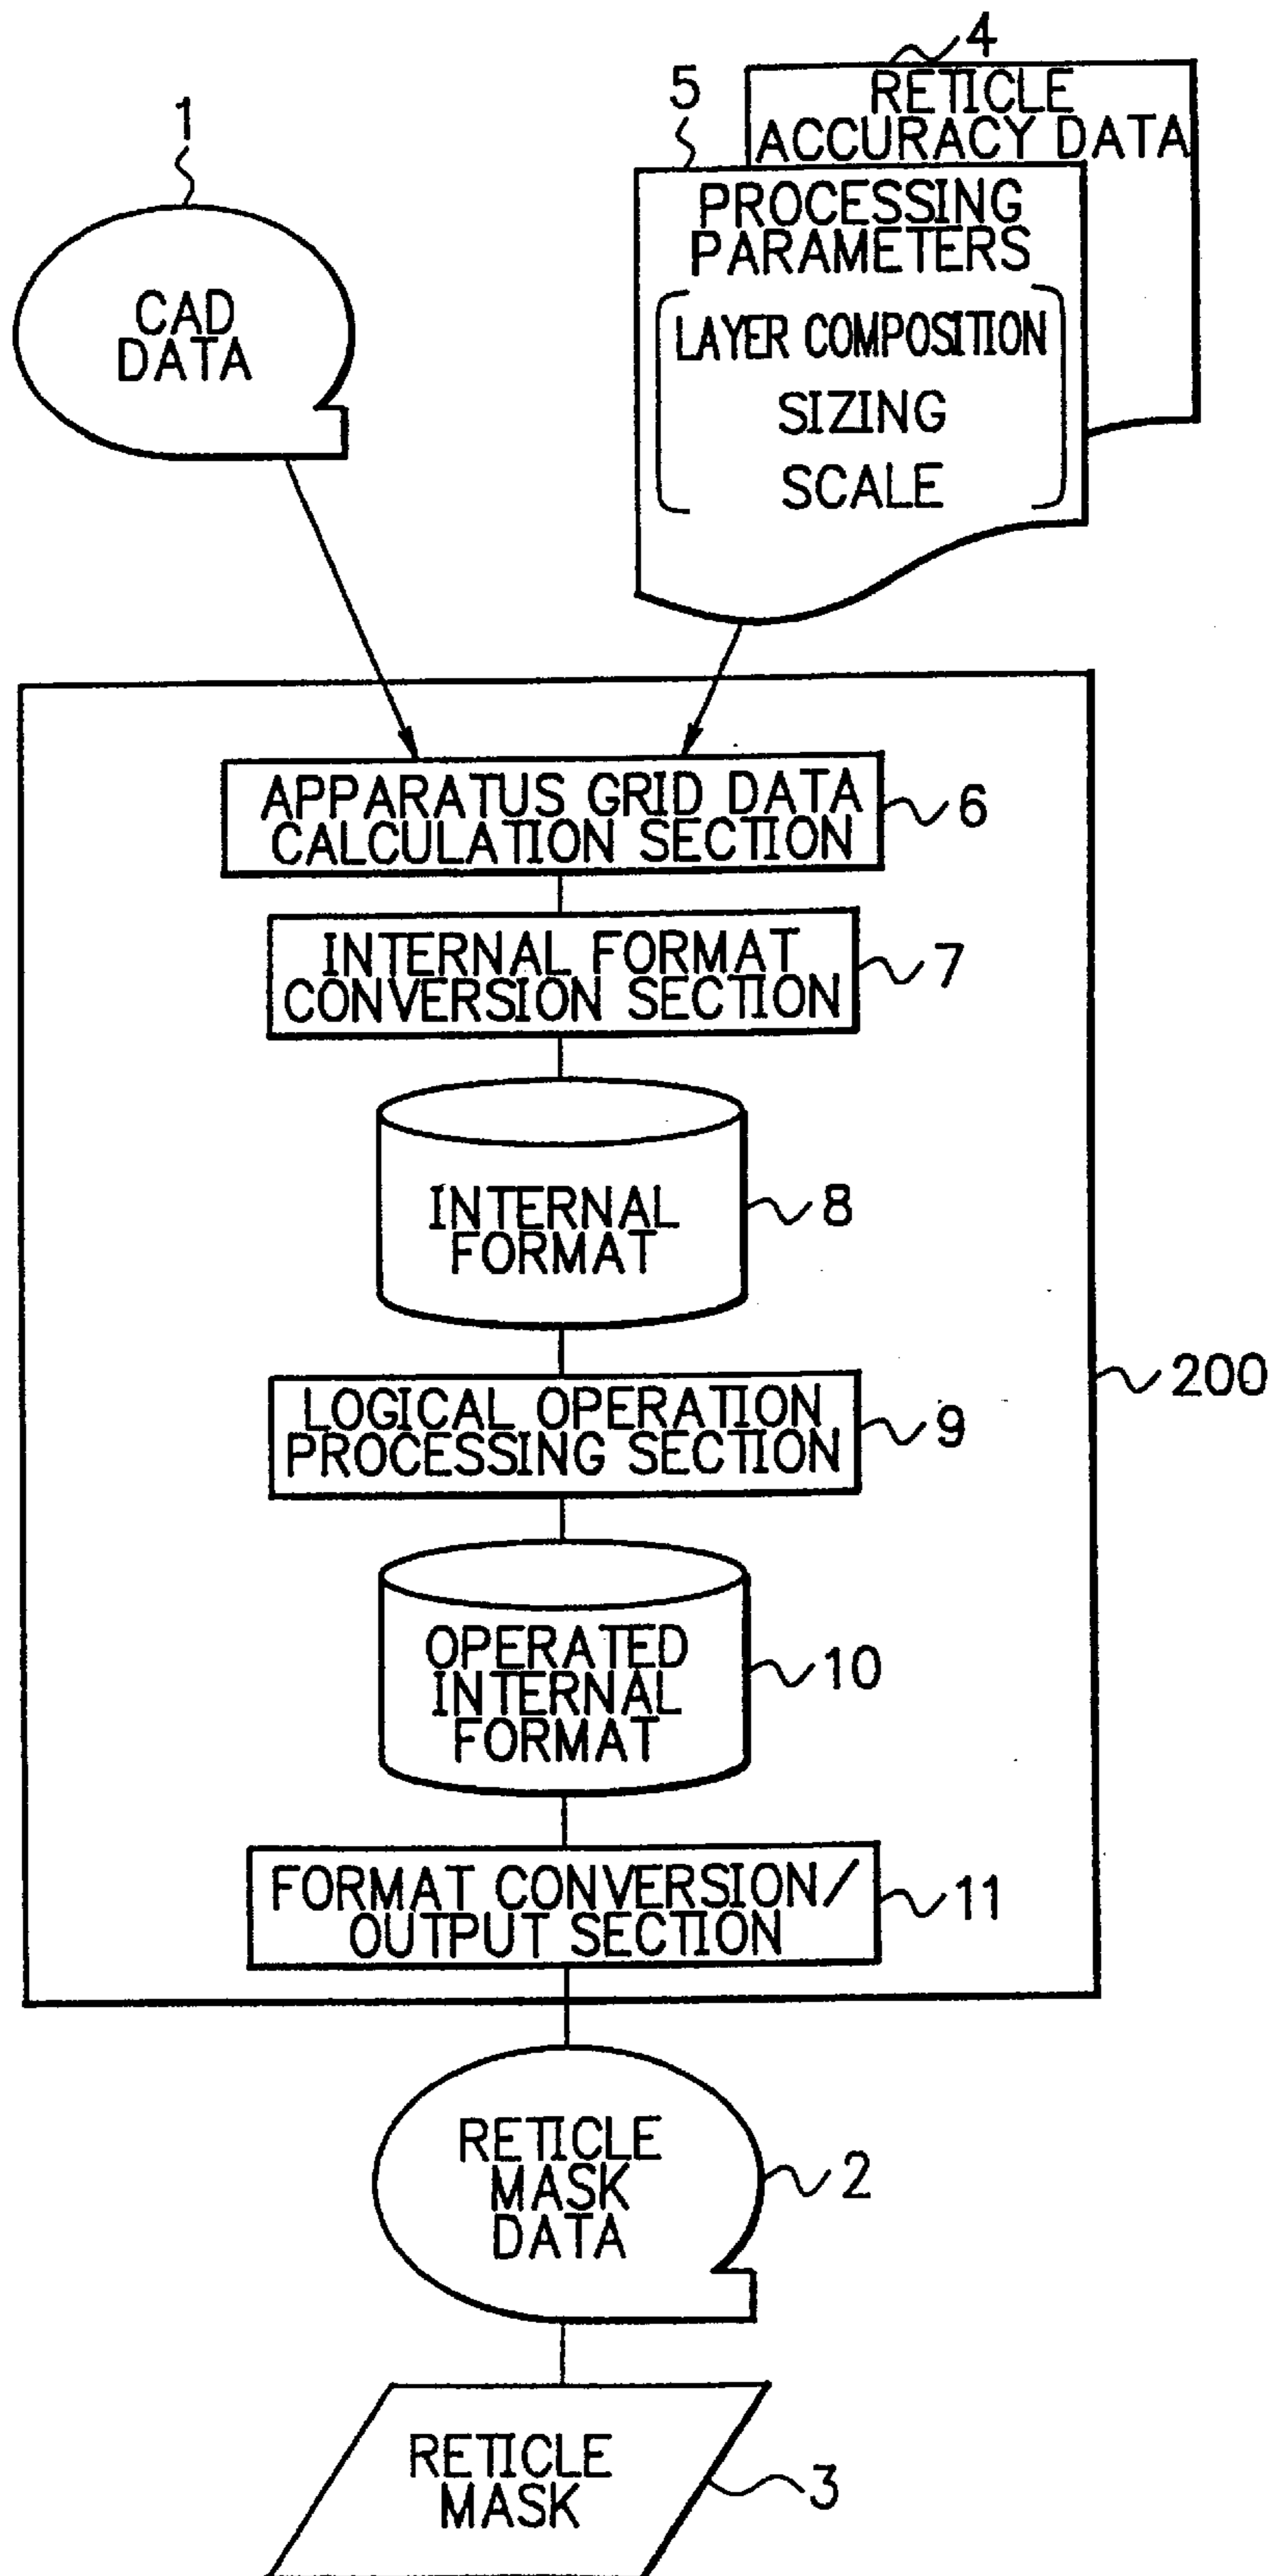 4
RETICLE
ACCURACY DATA
5
PROCESSING
PARAMETERS
LAYER COMPOSITION
SIZING
SCALE
1
CAD
DATA
APPARATUS GRID DATA
CALCULATION SECTION
6
INTERNAL FORMAT
CONVERSION SECTION
7
INTERNAL
FORMAT
8
200
LOGICAL OPERATION
PROCESSING SECTION
9
OPERATED
INTERNAL
FORMAT
10
FORMAT CONVERSION/
OUTPUT SECTION
11
RETICLE
MASK
DATA
2
RETICLE
MASK
3